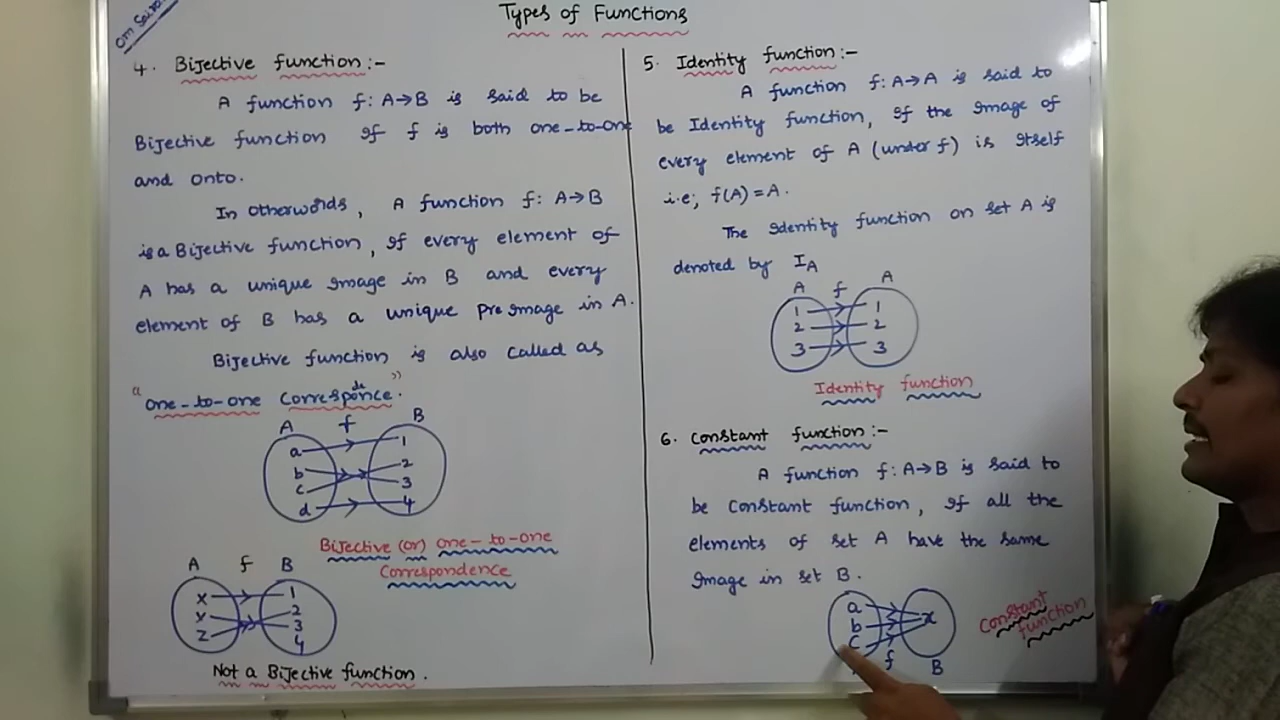 Om Sai
Types of Functions
4. Bijective function:-
A function f: A→B is said to be
Bijective function if f is both one-to-one
and onto.
In otherwords, A function f: A→B
is a Bijective function, if every element of
A has a unique image in B and every
element of B has a unique pre image in A.
Bijective function is also called as
"one-to-one Correspondence".
A f B
a 1
b 2
c 3
d 4
Bijective (or) one-to-one
Correspondence
A f B
x 1
y 2
z 3
4
Not a Bijective function.
5. Identity function:-
A function f: A→A is said to
be Identity function, if the image of
every element of A (under f) is itself
i.e; f(A) = A.
The identity function on set A is
denoted by I_A
A f A
1 1
2 2
3 3
Identity function
6. Constant function:-
A function f: A→B is said to
be constant function, if all the
elements of set A have the same
image in set B.
a
b x
c
f B
Constant
function